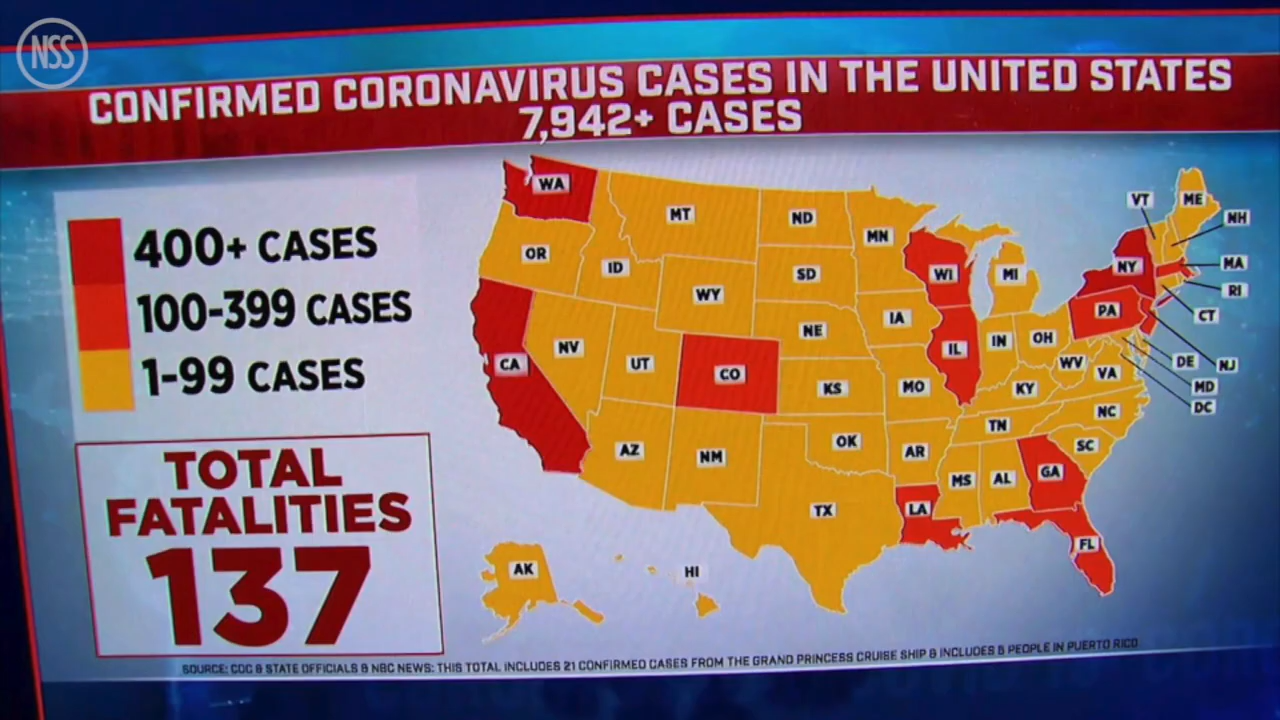 NSS
CONFIRMED CORONAVIRUS CASES IN THE UNITED STATES
7,942+ CASES
400+ CASES
100-399 CASES
1-99 CASES
TOTAL
FATALITIES
137
WA
MT
ND
MN
VT
ME
NH
OR
ID
SD
WI
MI
NY
MA
WY
IA
RI
NE
PA
CT
NV
UT
CO
IL
IN
OH
CA
KS
MO
KY
WV
VA
DE
NJ
MD
DC
AZ
NM
OK
AR
TN
NC
SC
MS
AL
GA
TX
LA
FL
AK
HI
SOURCE: CDC & STATE OFFICIALS & NBC NEWS: THIS TOTAL INCLUDES 21 CONFIRMED CASES FROM THE GRAND PRINCESS CRUISE SHIP & INCLUDES 5 PEOPLE IN PUERTO RICO